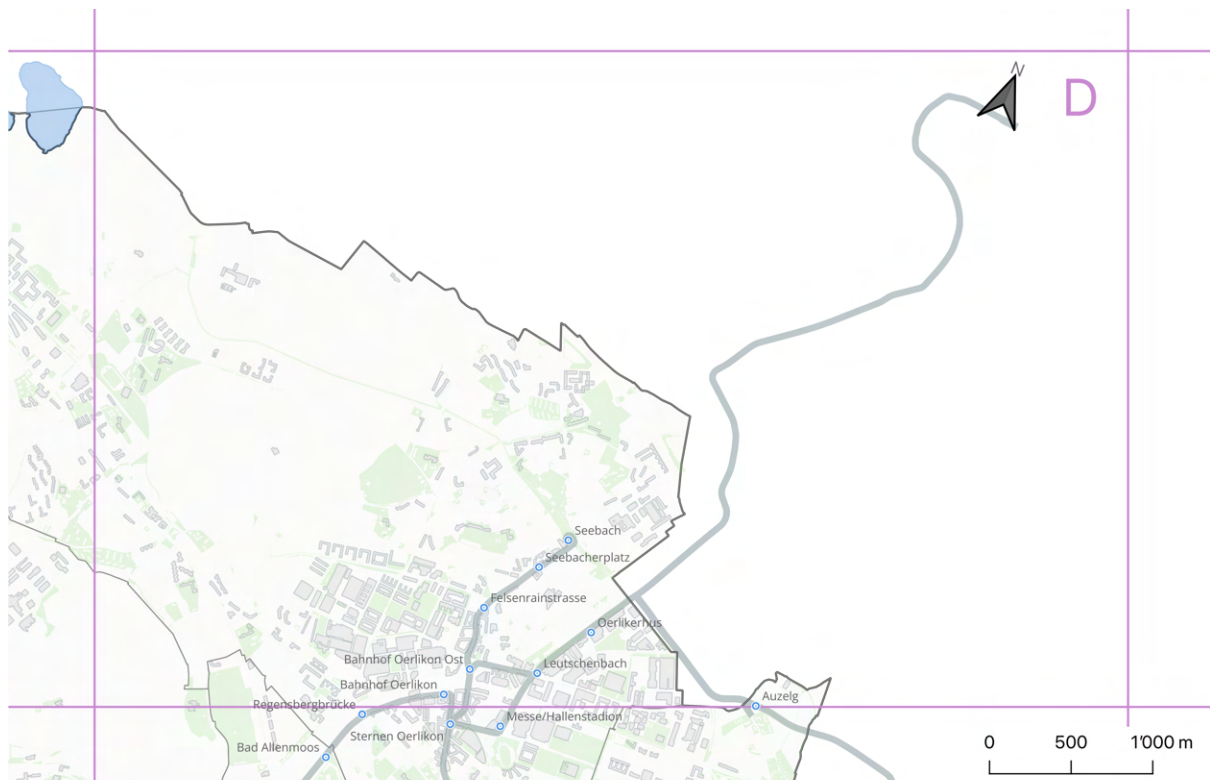 N
D
Seebach
Seebacherplatz
Felsenrainstrasse
Oerlikerhus
Bahnhof Oerlikon Ost
Leutschenbach
Bahnhof Oerlikon
Auzelg
Regensbergbrücke
Messe/Hallenstadion
Sternen Oerlikon
Bad Allenmoos
0 500 1'000 m